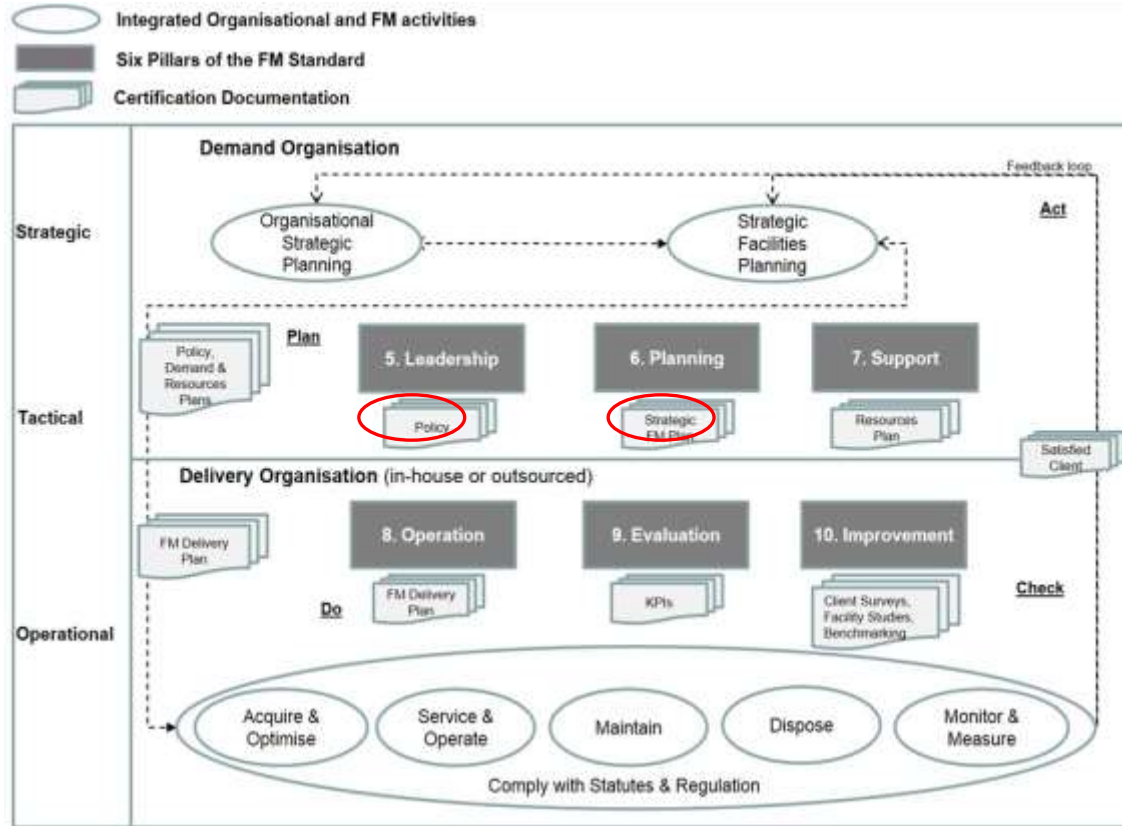 Integrated Organisational and FM activities
Six Pillars of the FM Standard
Certification Documentation
Demand Organisation
Feedback loop
Act
Strategic
Organisational
Strategic
Planning
Strategic
Facilities
Planning
Plan
Policy,
Demand &
Resources
Plans
5. Leadership
6. Planning
7. Support
Tactical
Policy
Strategic
FM Plan
Resources
Plan
Satisfied
Client
Delivery Organisation (in-house or outsourced)
FM Delivery
Plan
8. Operation
9. Evaluation
10. Improvement
Do
FM Delivery
Plan
KPIs
Client Surveys,
Facility Studies,
Benchmarking
Check
Operational
Acquire &
Optimise
Service &
Operate
Maintain
Dispose
Monitor &
Measure
Comply with Statutes & Regulation